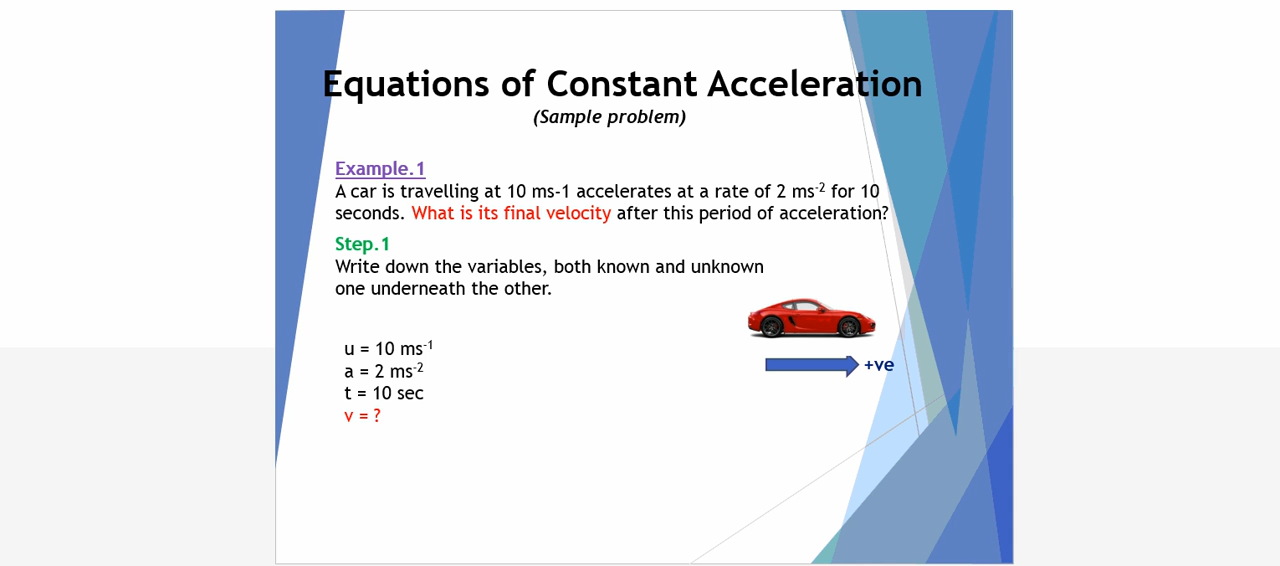 Equations of Constant Acceleration
(Sample problem)
Example.1
A car is travelling at 10 ms-1 accelerates at a rate of 2 ms⁻² for 10
seconds. What is its final velocity after this period of acceleration?
Step.1
Write down the variables, both known and unknown
one underneath the other.
u = 10 ms⁻¹
a = 2 ms⁻²
t = 10 sec
v = ?
+ve